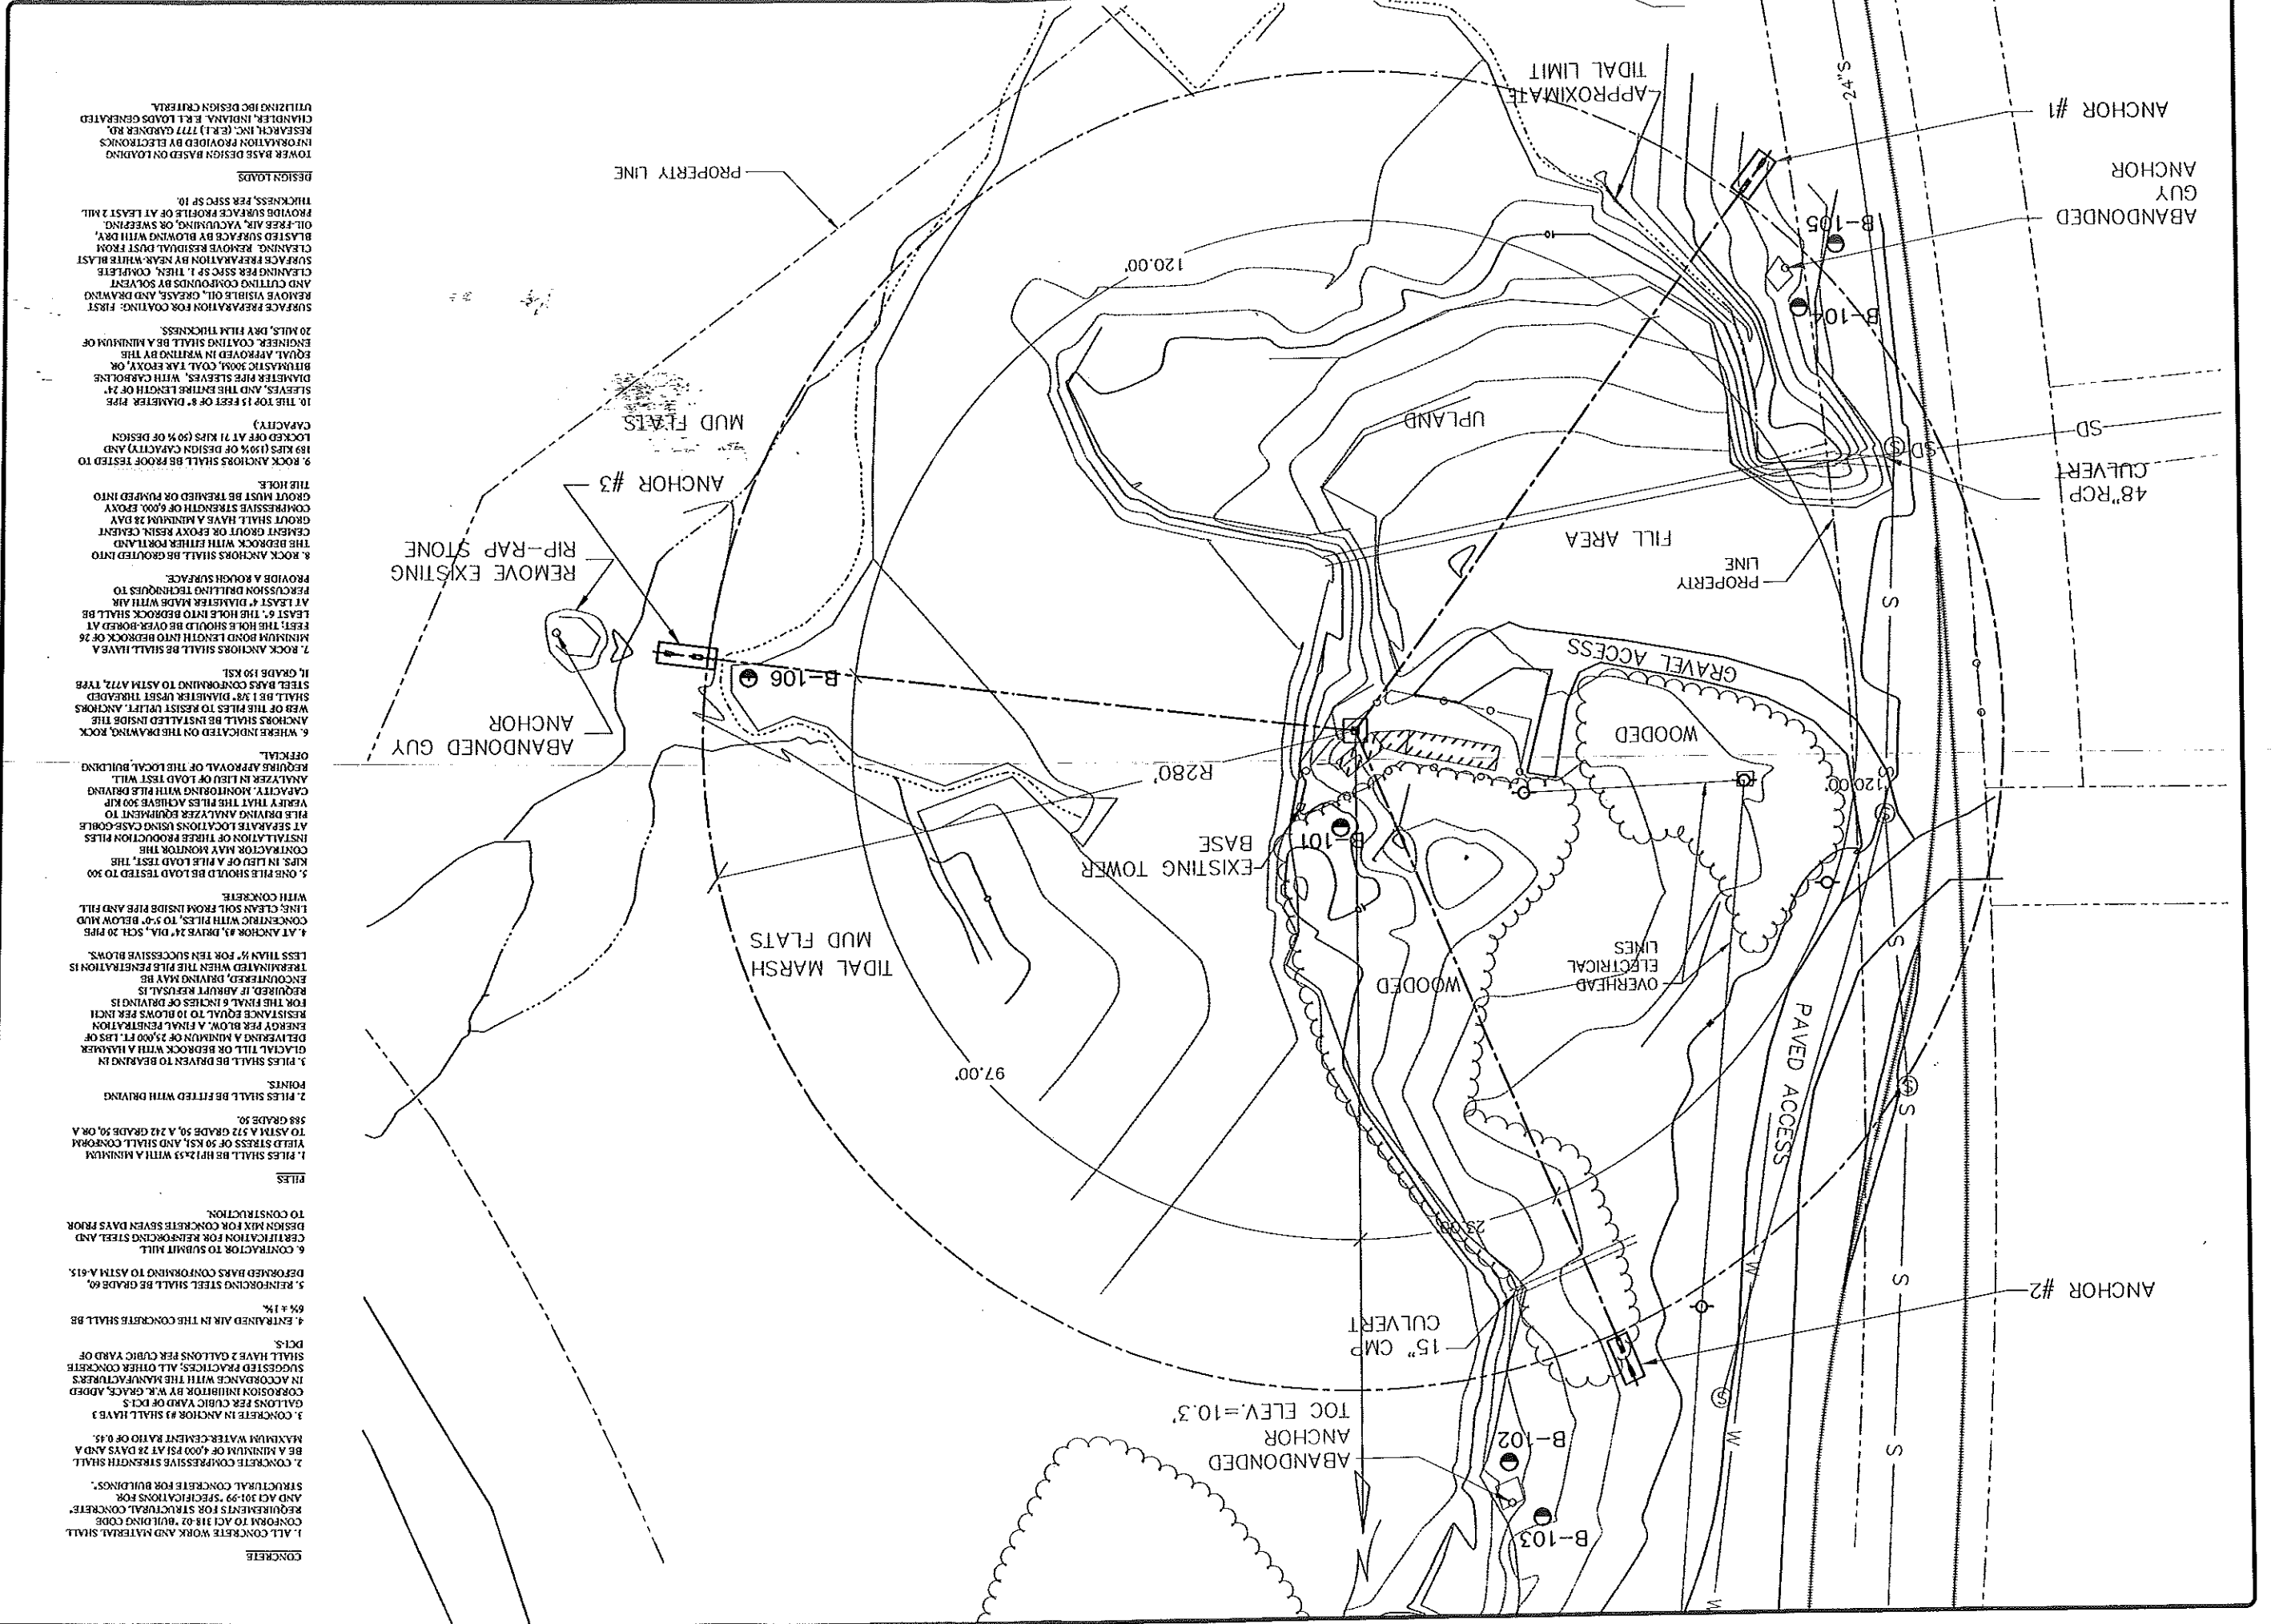 B-103
ABANDONDED
ANCHOR
TOC ELEV.=10.3'
B-102
W
S
W
S
15" CMP
CULVERT
ANCHOR #2
S
W
S
23.00'
PAVED ACCESS
S
S
97.00'
OVERHEAD
ELECTRICAL
LINES
WOODED
TIDAL MARSH
MUD FLATS
S
EXISTING TOWER
BASE
B-101
S
120.00'
S
R280'
WOODED
ABANDONED GUY
ANCHOR
B-106
GRAVEL ACCESS
S
PROPERTY
LINE
FILL AREA
REMOVE EXISTING
RIP-RAP STONE
48"RCP
CULVERT
ANCHOR #3
SD
SD
S
UPLAND
MUD FLATS
B-104
120.00'
10
B-105
ABANDONDED
GUY
ANCHOR
PROPERTY LINE
ANCHOR #1
24"S
APPROXIMATE
TIDAL LIMIT
CONCRETE
1. ALL CONCRETE WORK AND MATERIAL SHALL
CONFORM TO ACI 318-02 "BUILDING CODE
REQUIREMENTS FOR STRUCTURAL CONCRETE"
AND ACI 301-99 "SPECIFICATIONS FOR
STRUCTURAL CONCRETE FOR BUILDINGS".
2. CONCRETE COMPRESSIVE STRENGTH SHALL
BE A MINIMUM OF 4,000 PSI AT 28 DAYS AND A
MAXIMUM WATER:CEMENT RATIO OF 0.45.
3. CONCRETE IN ANCHOR #3 SHALL HAVE 3
GALLONS PER CUBIC YARD OF DCI-S
CORROSION INHIBITOR BY W.R. GRACE, ADDED
IN ACCORDANCE WITH THE MANUFACTURER'S
SUGGESTED PRACTICES; ALL OTHER CONCRETE
SHALL HAVE 2 GALLONS PER CUBIC YARD OF
DCI-S.
4. ENTRAINED AIR IN THE CONCRETE SHALL BE
6% ± 1%.
5. REINFORCING STEEL SHALL BE GRADE 60,
DEFORMED BARS CONFORMING TO ASTM A-615.
6. CONTRACTOR TO SUBMIT MILL
CERTIFICATION FOR REINFORCING STEEL AND
DESIGN MIX FOR CONCRETE SEVEN DAYS PRIOR
TO CONSTRUCTION.
PILES
1. PILES SHALL BE HP12x53 WITH A MINIMUM
YIELD STRESS OF 50 KSI, AND SHALL CONFORM
TO ASTM A 572 GRADE 50, A 242 GRADE 50, OR A
588 GRADE 50.
2. PILES SHALL BE FITTED WITH DRIVING
POINTS.
3. PILES SHALL BE DRIVEN TO BEARING IN
GLACIAL TILL OR BEDROCK WITH A HAMMER
DELIVERING A MINIMUM OF 25,000 FT. LBS OF
ENERGY PER BLOW. A FINAL PENETRATION
RESISTANCE EQUAL TO 10 BLOWS PER INCH
FOR THE FINAL 6 INCHES OF DRIVING IS
REQUIRED. IF ABRUPT REFUSAL IS
ENCOUNTERED, DRIVING MAY BE
TRERMINATED WHEN THE PILE PENETRATION IS
LESS THAN ½" FOR TEN SUCCESSIVE BLOWS.
4. AT ANCHOR #3, DRIVE 24" DIA., SCH. 20 PIPE
CONCENTRIC WITH PILES, TO 5'-0" BELOW MUD
LINE; CLEAN SOIL FROM INSIDE PIPE AND FILL
WITH CONCRETE.
5. ONE PILE SHOULD BE LOAD TESTED TO 300
KIPS. IN LIEU OF A PILE LOAD TEST, THE
CONTRACTOR MAY MONITOR THE
INSTALLATION OF THREE PRODUCTION PILES
AT SEPARATE LOCATIONS USING CASE-GOBLE
PILE DRIVING ANALYZER EQUIPMENT TO
VERIFY THAT THE PILES ACHIEVE 300 KIP
CAPACITY. MONITORING WITH PILE DRIVING
ANALYZER IN LIEU OF LOAD TEST WILL
REQUIRE APPROVAL OF THE LOCAL BUILDING
OFFICIAL
6. WHERE INDICATED ON THE DRAWING, ROCK
ANCHORS SHALL BE INSTALLED INSIDE THE
WEB OF THE PILES TO RESIST UPLIFT. ANCHORS
SHALL BE 1 3/8" DIAMETER UPSET THREADED
STEEL BARS CONFORMING TO ASTM A772, TYPE
II, GRADE 150 KSI.
7. ROCK ANCHORS SHALL BE SHALL HAVE A
MINIMUM BOND LENGTH INTO BEDROCK OF 26
FEET, THE HOLE SHOULD BE OVER-BORED AT
LEAST 6". THE HOLE INTO BEDROCK SHALL BE
AT LEAST 4" DIAMETER MADE WITH AIR
PERCUSSION DRILLING TECHNIQUES TO
PROVIDE A ROUGH SURFACE.
8. ROCK ANCHORS SHALL BE GROUTED INTO
THE BEDROCK WITH EITHER PORTLAND
CEMENT GROUT OR EPOXY RESIN. CEMENT
GROUT SHALL HAVE A MINIMUM 28 DAY
COMPRESSIVE STRENGTH OF 6,000. EPOXY
GROUT MUST BE TREMIED OR PUMPED INTO
THE HOLE.
9. ROCK ANCHORS SHALL BE PROOF TESTED TO
189 KIPS (150% OF DESIGN CAPACITY) AND
LOCKED OFF AT 71 KIPS (50% OF DESIGN
CAPACITY)
10. THE TOP 15 FEET OF 8" DIAMETER PIPE
SLEEVES, AND THE ENTIRE LENGTH OF 24"
DIAMETER PIPE SLEEVES, WITH CARBOLINE
BITUMASTIC 300M, COAL TAR EPOXY, OR
EQUAL APPROVED IN WRITING BY THE
ENGINEER. COATING SHALL BE A MINIMUM OF
20 MILS, DRY FILM THICKNESS.
SURFACE PREPARATION FOR COATING: FIRST
REMOVE VISIBLE OIL, GREASE, AND DRAWING
AND CUTTING COMPOUNDS BY SOLVENT
CLEANING PER SSPC SP 1. THEN, COMPLETE
SURFACE PREPARATION BY NEAR-WHITE BLAST
CLEANING. REMOVE RESIDUAL DUST FROM
BLASTED SURFACE BY BLOWING WITH DRY,
OIL-FREE AIR, VACUUMING, OR SWEEPING.
PROVIDE SURFACE PROFILE OF AT LEAST 2 MIL
THICKNESS, PER SSPC SP 10.
DESIGN LOADS
TOWER BASE DESIGN BASED ON LOADING
INFORMATION PROVIDED BY ELECTRONICS
RESEARCH, INC. (E.R.I.) 7777 GARDNER RD,
CHANDLER, INDIANA. E.R.I. LOADS GENERATED
UTILIZING IBC DESIGN CRITERIA.